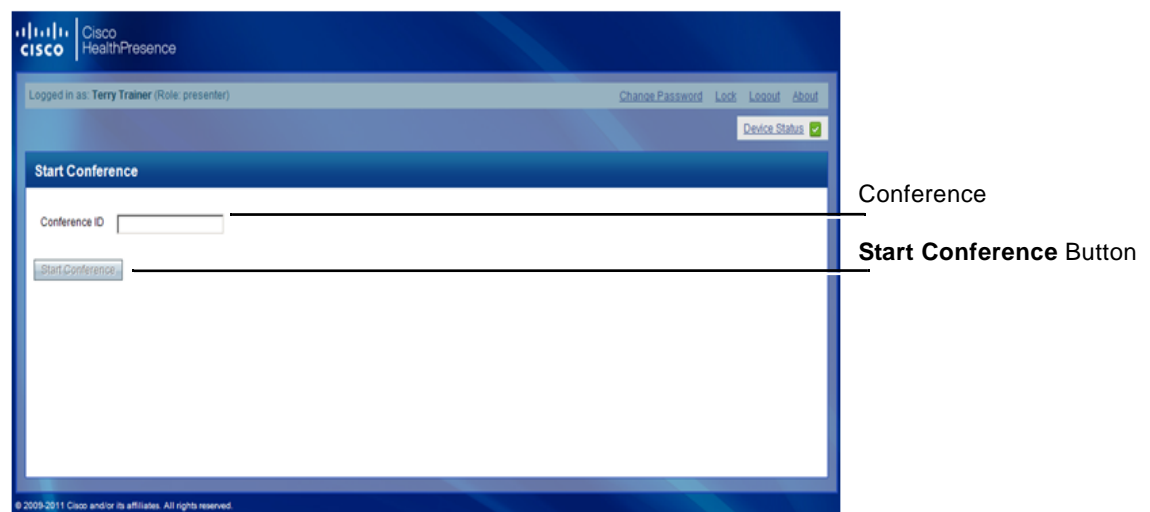 CISCO
Cisco
HealthPresence
Logged in as: Terry Trainer (Role: presenter)
Change Password Lock Logout About
Device Status
Start Conference
Conference ID
Conference
Start Conference
Start Conference Button
© 2009-2011 Cisco and/or its affiliates. All rights reserved.